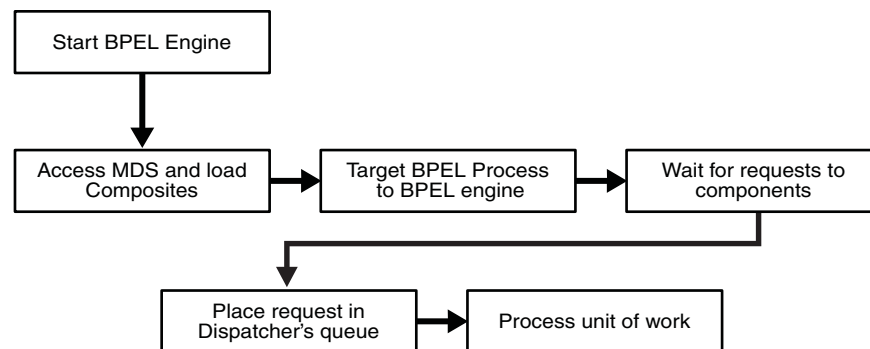 Start BPEL Engine
Access MDS and load
Composites
Target BPEL Process
to BPEL engine
Wait for requests to
components
Place request in
Dispatcher's queue
Process unit of work